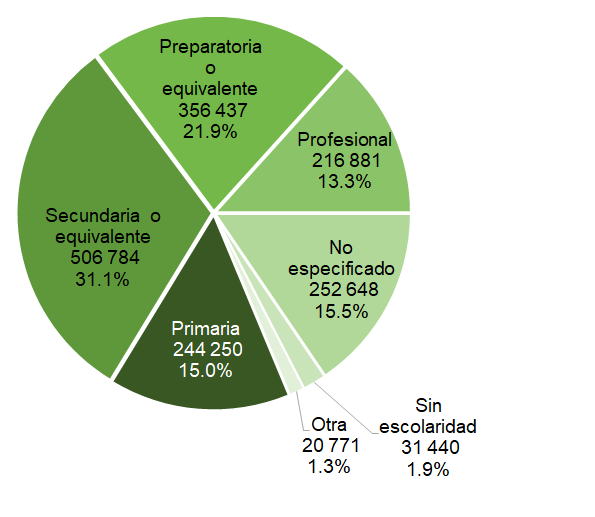 Preparatoria
o
equivalente
356 437
21.9%
Profesional
216 881
13.3%
Secundaria o
equivalente
506 784
31.1%
No
especificado
252 648
15.5%
Primaria
244 250
15.0%
Otra
20 771
1.3%
Sin
escolaridad
31 440
1.9%